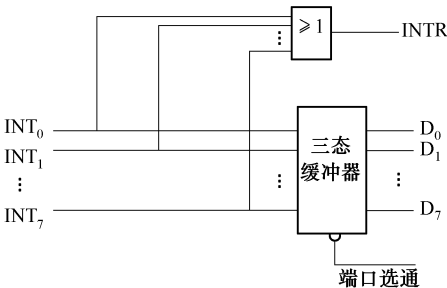 ≥1
INTR
INT₀
INT₁
INT₇
三态
缓冲器
D₀
D₁
D₇
端口选通